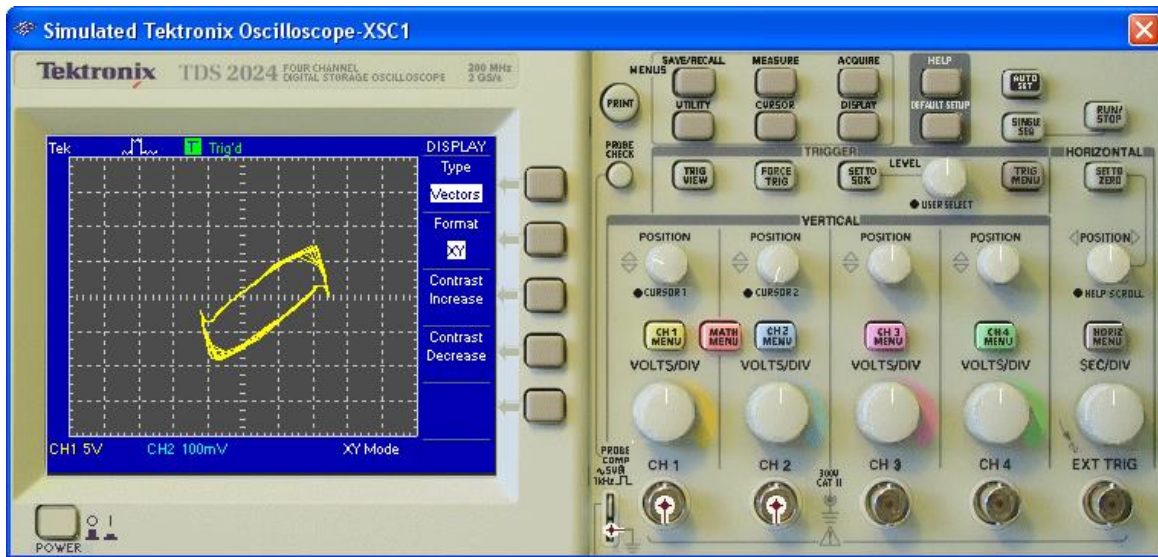 Simulated Tektronix Oscilloscope-XSC1
Tektronix TDS 2024 FOUR CHANNEL DIGITAL STORAGE OSCILLOSCOPE 200 MHz 2 GS/s
Tek T Trig'd
DISPLAY
Type
Vectors
Format
XY
Contrast
Increase
Contrast
Decrease
CH1 5V CH2 100mV XY Mode
POWER
MENUS
SAVE/RECALL MEASURE ACQUIRE
UTILITY CURSOR DISPLAY
HELP
DEFAULT SETUP
PRINT
AUTO SET
SINGLE SEQ
RUN/STOP
PROBE CHECK
TRIGGER
TRIG VIEW
FORCE TRIG
SET TO 50%
LEVEL
USER SELECT
TRIG MENU
HORIZONTAL
SET TO ZERO
VERTICAL
POSITION POSITION POSITION POSITION POSITION
CURSOR 1 CURSOR 2 HELP SCROLL
CH 1 MENU
MATH MENU
CH 2 MENU
CH 3 MENU
CH4 MENU
HORIZ MENU
VOLTS/DIV VOLTS/DIV VOLTS/DIV VOLTS/DIV SEC/DIV
PROBE COMP
~5V@
1kHz
CH 1 CH 2 300V CAT II CH 3 CH 4 EXT TRIG